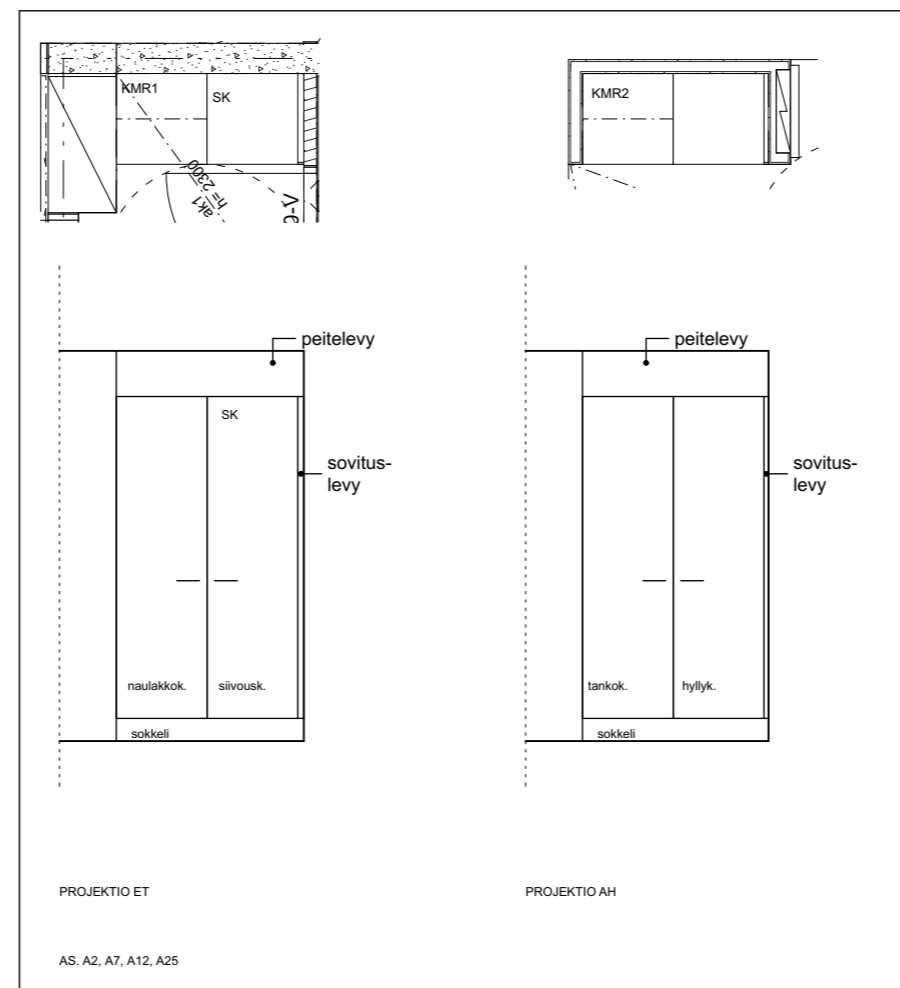 KMR1
SK
ak1
h= 2300
KMR2
peitelevy
SK
sovitus-
levy
naulakkok.
siivousk.
sokkeli
peitelevy
sovitus-
levy
tankok.
hyllyk.
sokkeli
PROJEKTIO ET
PROJEKTIO AH
AS. A2, A7, A12, A25